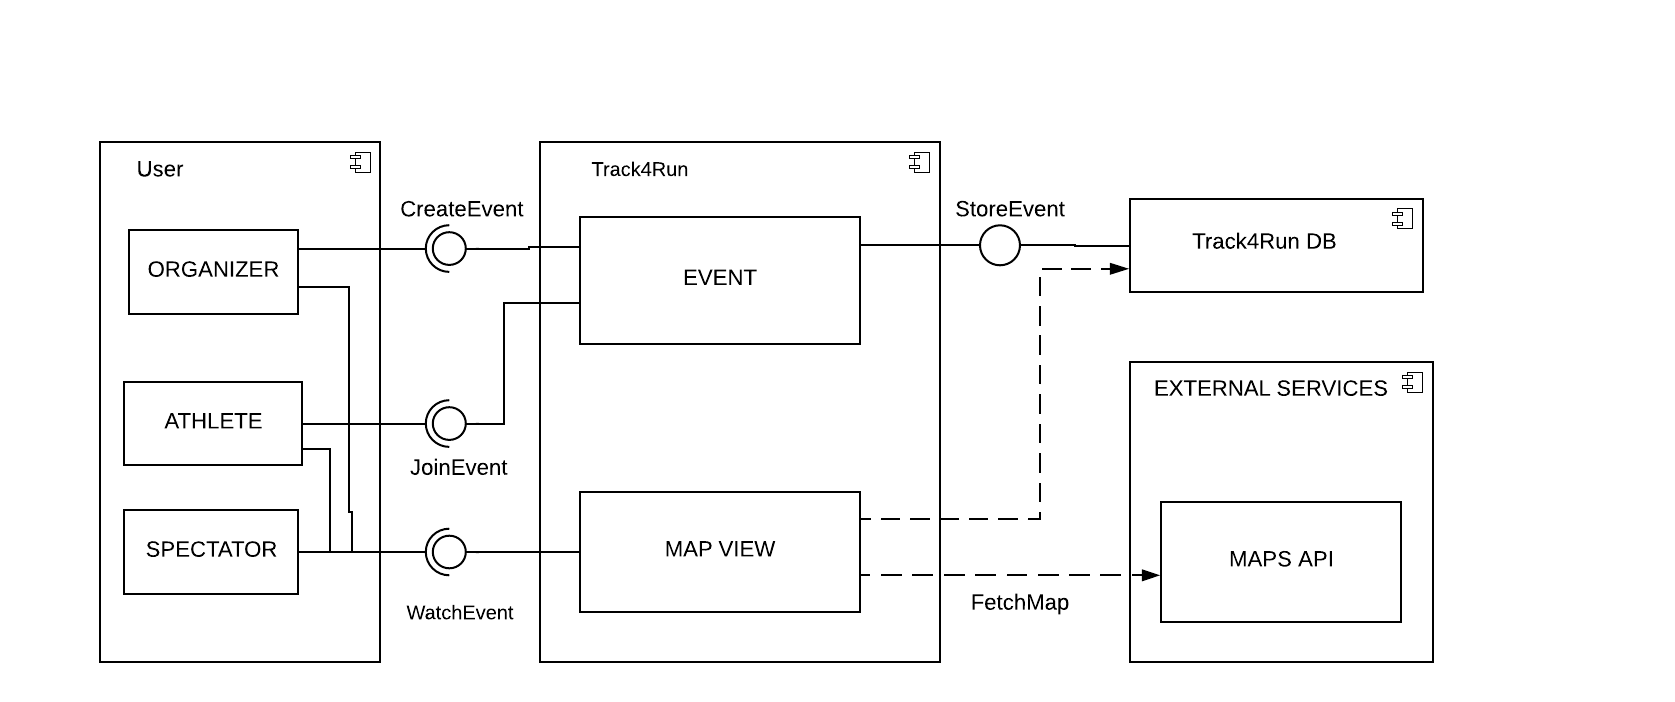 User
Track4Run
CreateEvent
StoreEvent
Track4Run DB
ORGANIZER
EVENT
EXTERNAL SERVICES
ATHLETE
JoinEvent
SPECTATOR
MAP VIEW
MAPS API
FetchMap
WatchEvent